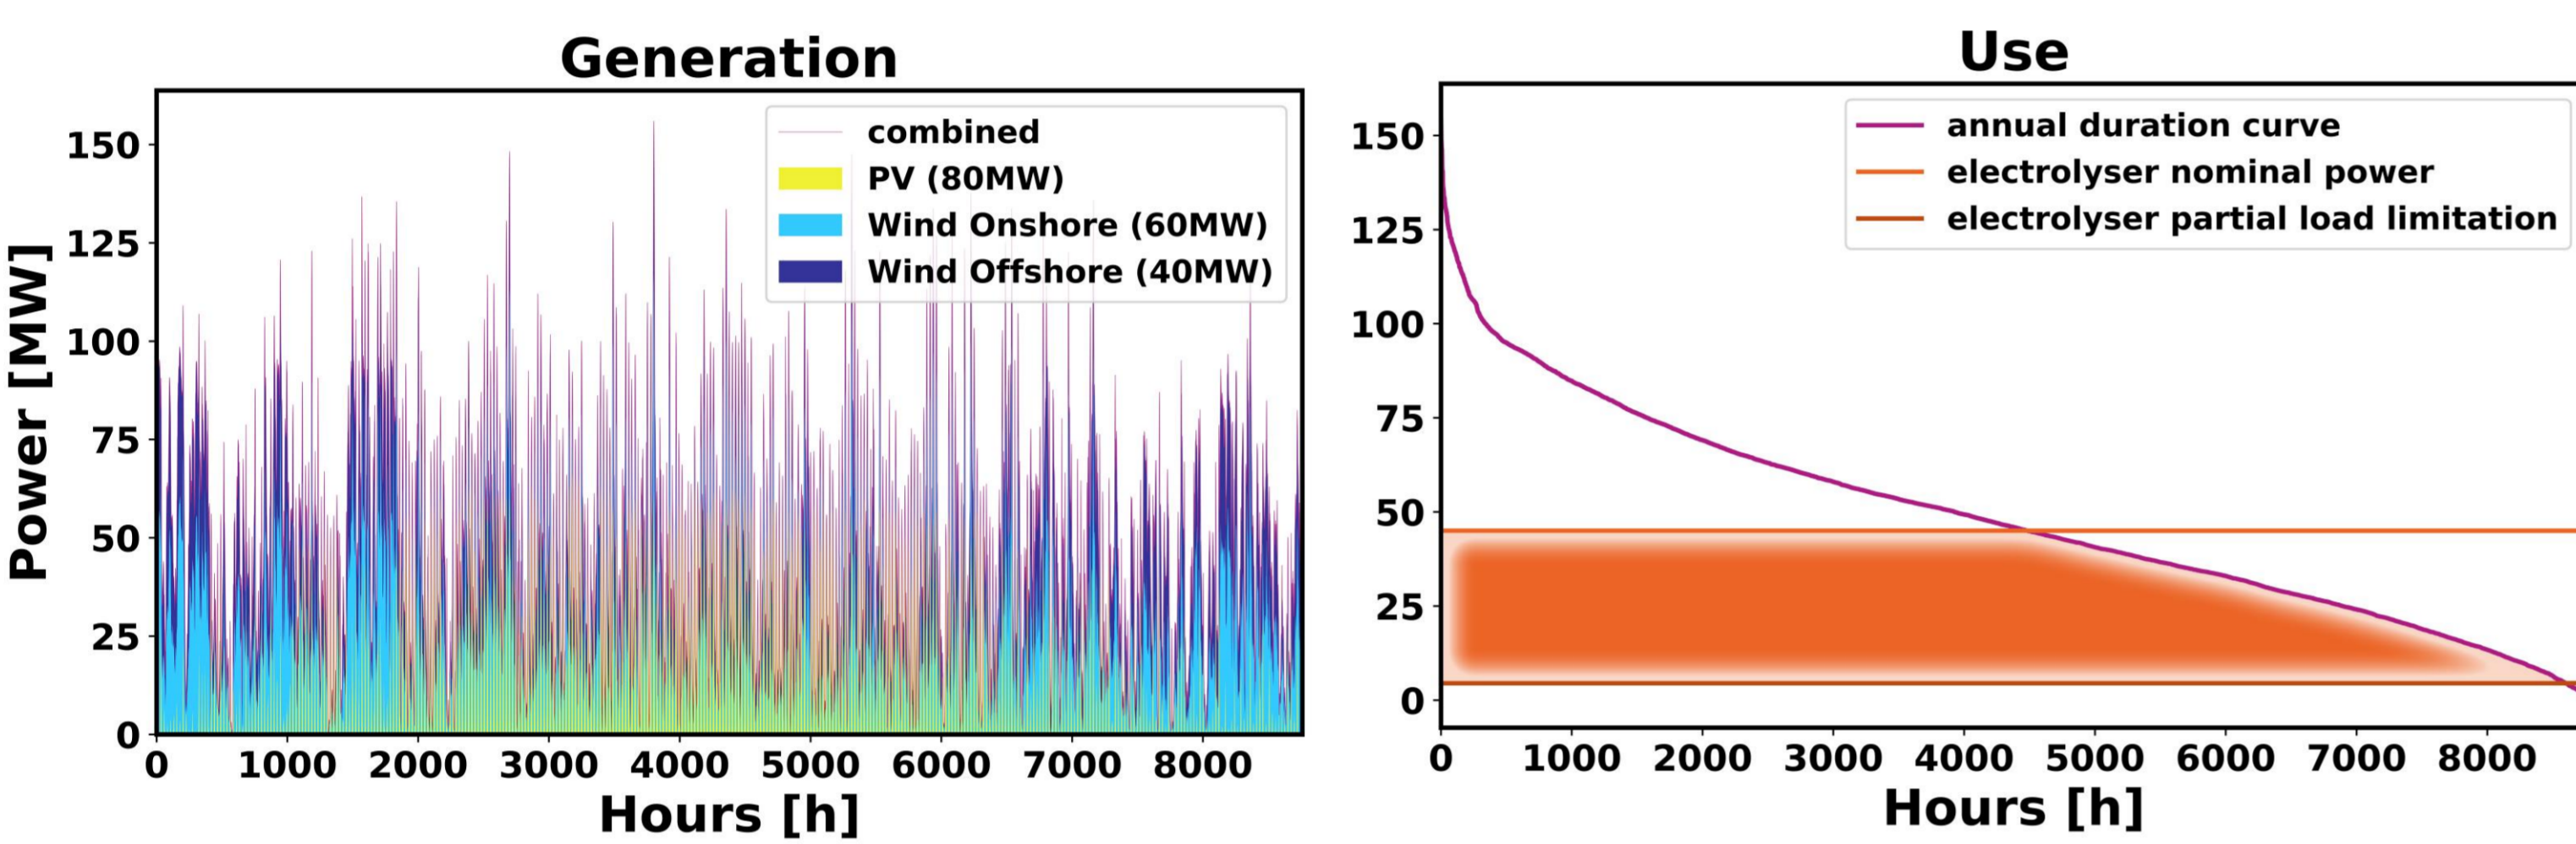 Generation
Power [MW]
150
125
100
75
50
25
0
combined
PV (80MW)
Wind Onshore (60MW)
Wind Offshore (40MW)
0 1000 2000 3000 4000 5000 6000 7000 8000
Hours [h]
Use
150
125
100
75
50
25
0
annual duration curve
electrolyser nominal power
electrolyser partial load limitation
0 1000 2000 3000 4000 5000 6000 7000 8000
Hours [h]